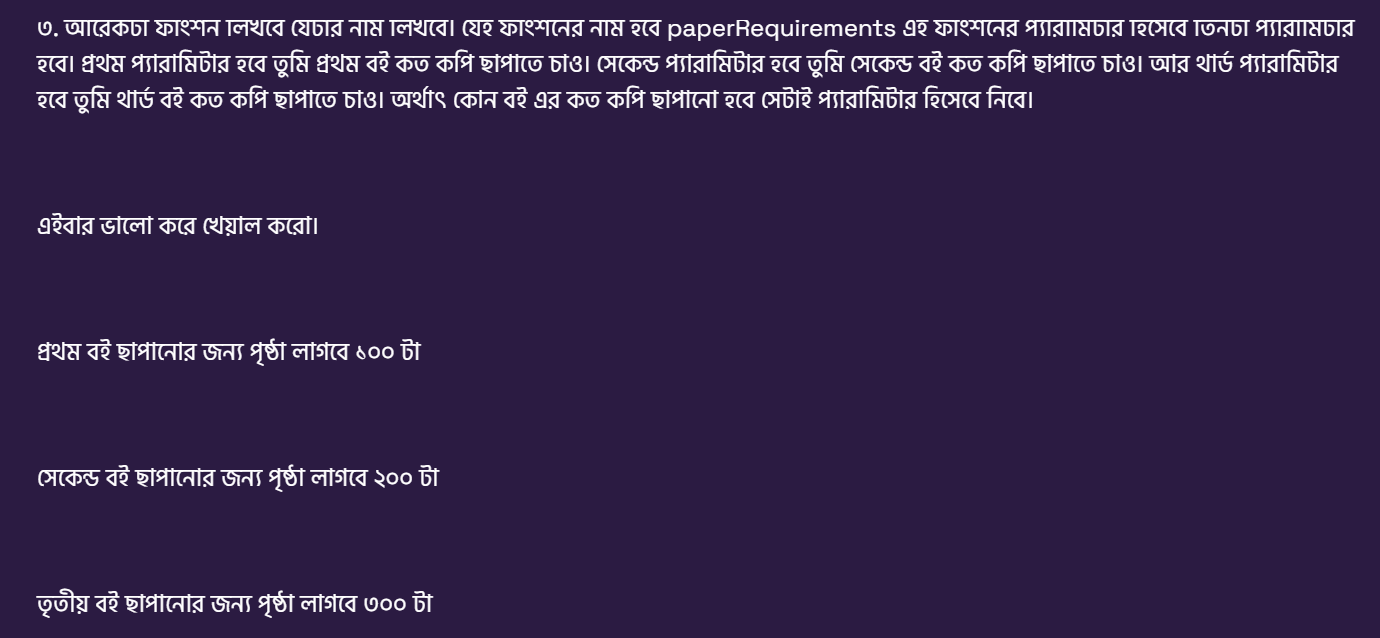 ৩. আরেকটা ফাংশন লিখবে যেটার নাম লিখবে। যেই ফাংশনের নাম হবে paperRequirements এই ফাংশনের প্যারামিটার হিসেবে তিনটা প্যারামিটার
হবে। প্রথম প্যারামিটার হবে তুমি প্রথম বই কত কপি ছাপাতে চাও। সেকেন্ড প্যারামিটার হবে তুমি সেকেন্ড বই কত কপি ছাপাতে চাও। আর থার্ড প্যারামিটার
হবে তুমি থার্ড বই কত কপি ছাপাতে চাও। অর্থাৎ কোন বই এর কত কপি ছাপানো হবে সেটাই প্যারামিটার হিসেবে নিবে।
এইবার ভালো করে খেয়াল করো।
প্রথম বই ছাপানোর জন্য পৃষ্ঠা লাগবে ১০০ টা
সেকেন্ড বই ছাপানোর জন্য পৃষ্ঠা লাগবে ২০০ টা
তৃতীয় বই ছাপানোর জন্য পৃষ্ঠা লাগবে ৩০০ টা